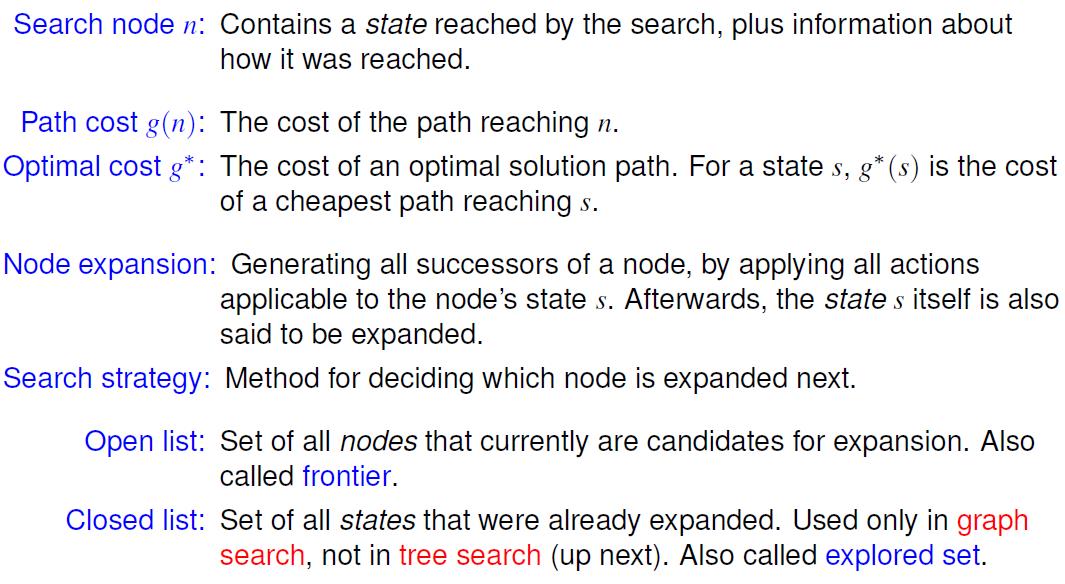 Search node n: Contains a state reached by the search, plus information about
how it was reached.
Path cost g(n): The cost of the path reaching n.
Optimal cost g*: The cost of an optimal solution path. For a state s, g*(s) is the cost
of a cheapest path reaching s.
Node expansion: Generating all successors of a node, by applying all actions
applicable to the node's state s. Afterwards, the state s itself is also
said to be expanded.
Search strategy: Method for deciding which node is expanded next.
Open list: Set of all nodes that currently are candidates for expansion. Also
called frontier.
Closed list: Set of all states that were already expanded. Used only in graph
search, not in tree search (up next). Also called explored set.